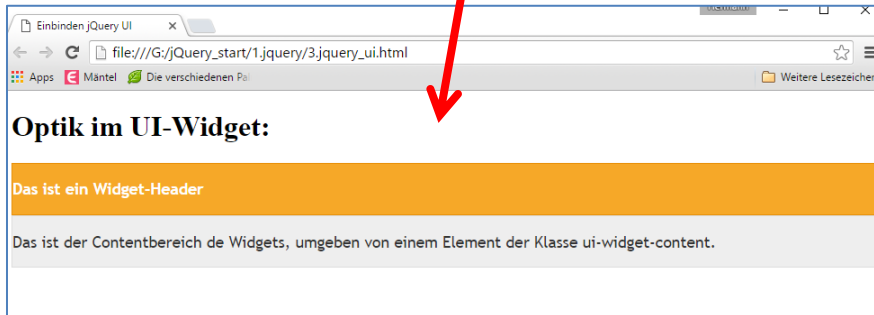 Einbinden jQuery UI
file:///G:/jQuery_start/1.jquery/3.jquery_ui.html
Apps Mäntel Die verschiedenen Weitere Lesezeichen
Optik im UI-Widget:
Das ist ein Widget-Header
Das ist der Contentbereich de Widgets, umgeben von einem Element der Klasse ui-widget-content.